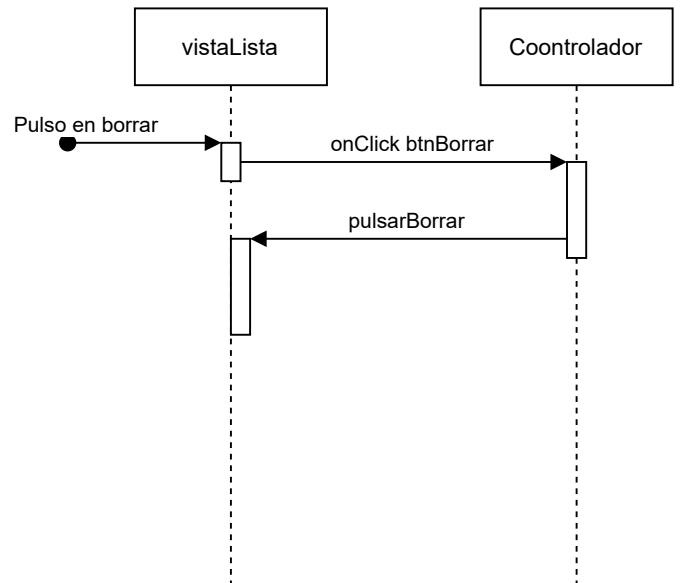 vistaLista
Coontrolador
Pulso en borrar
onClick btnBorrar
pulsarBorrar